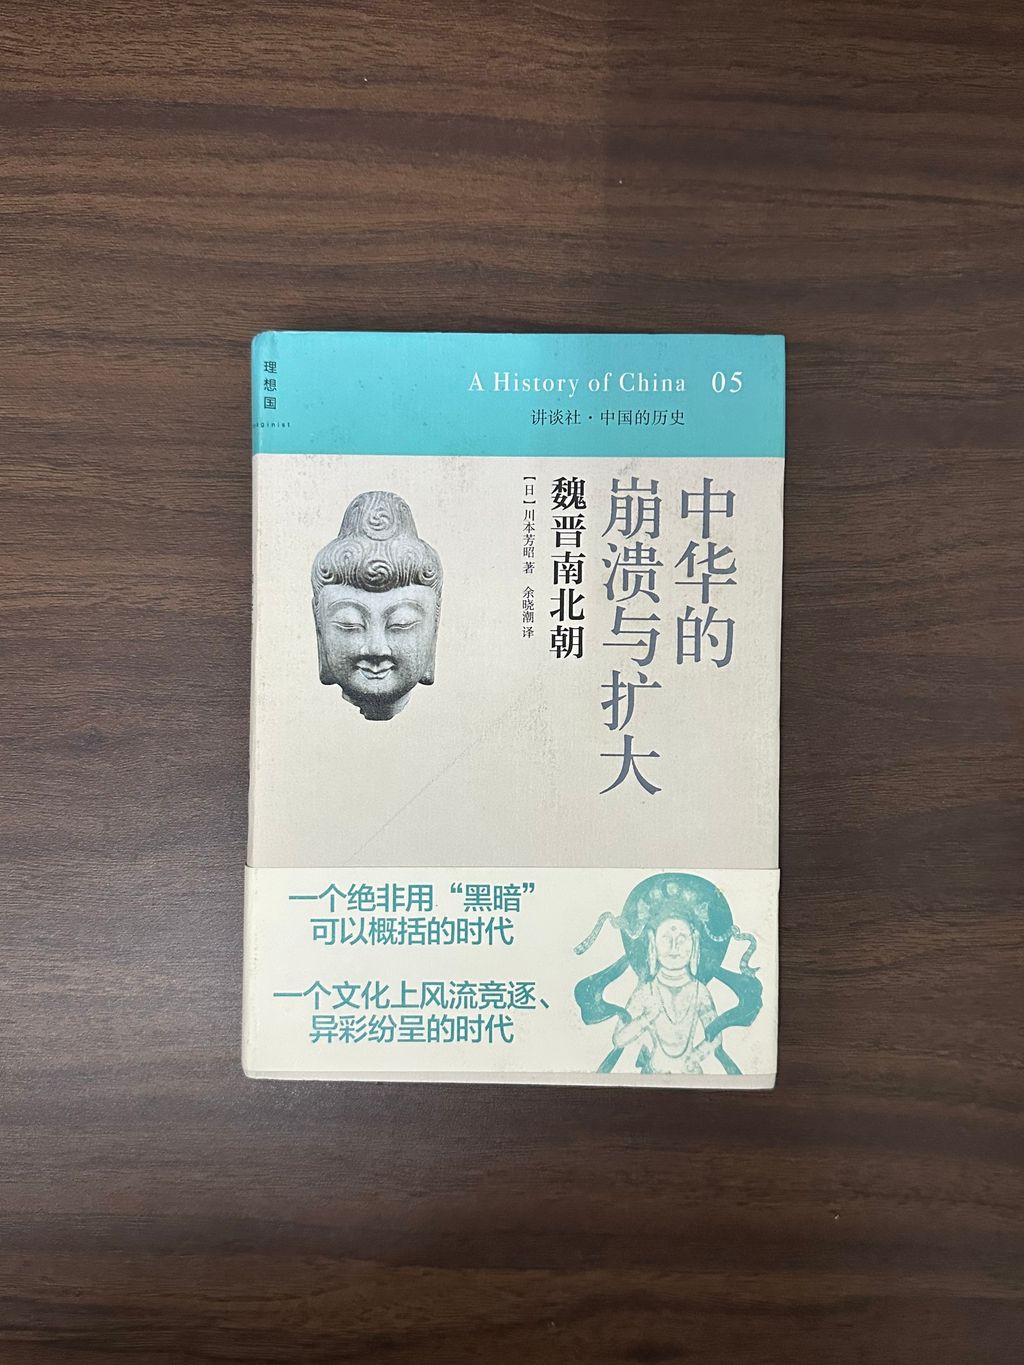 理想国
aginist
A History of China 05
讲谈社·中国的历史
中华的
崩溃与扩大
魏晋南北朝
【日】川本芳昭 著 余晓潮 译
一个绝非用“黑暗”
可以概括的时代
一个文化上风流竞逐、
异彩纷呈的时代